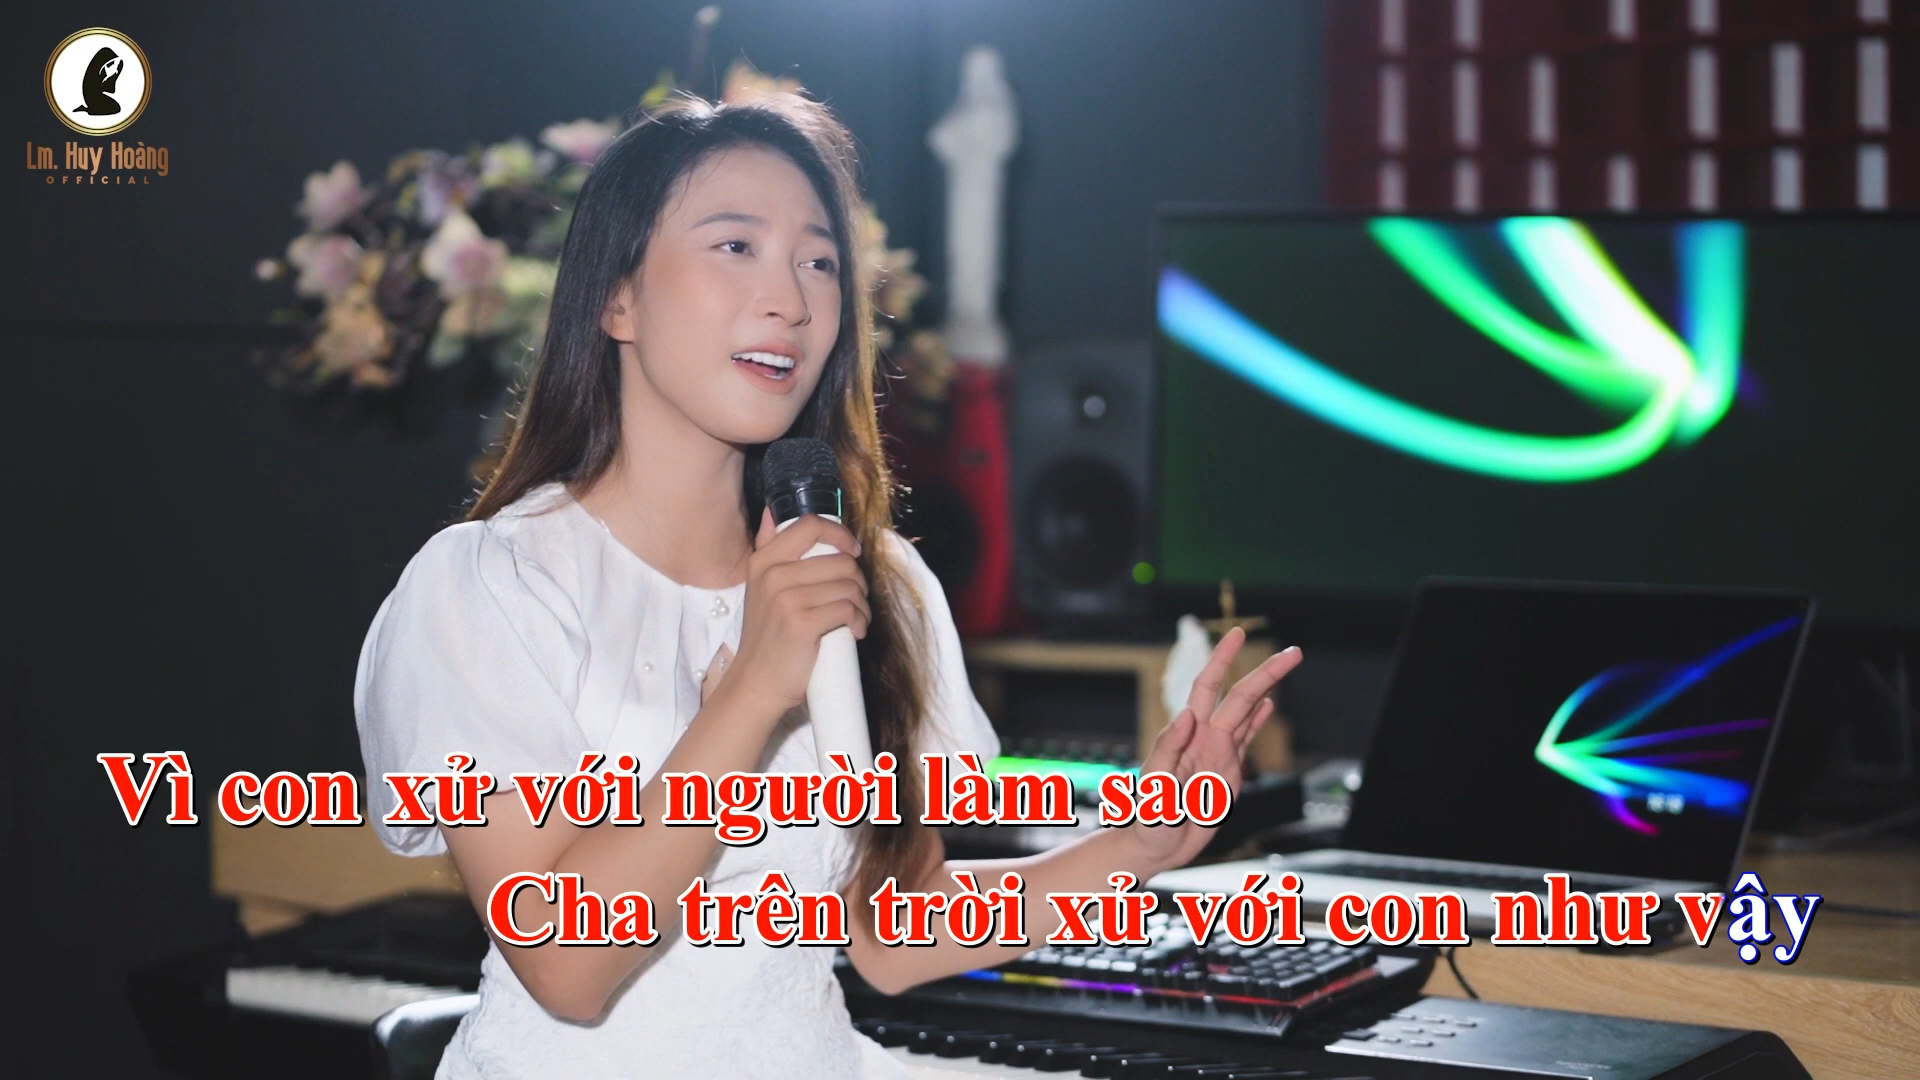 Lm. Huy Hoàng
OFFICIAL
Vì con xử với người làm sao
Cha trên trời xử với con như vậy